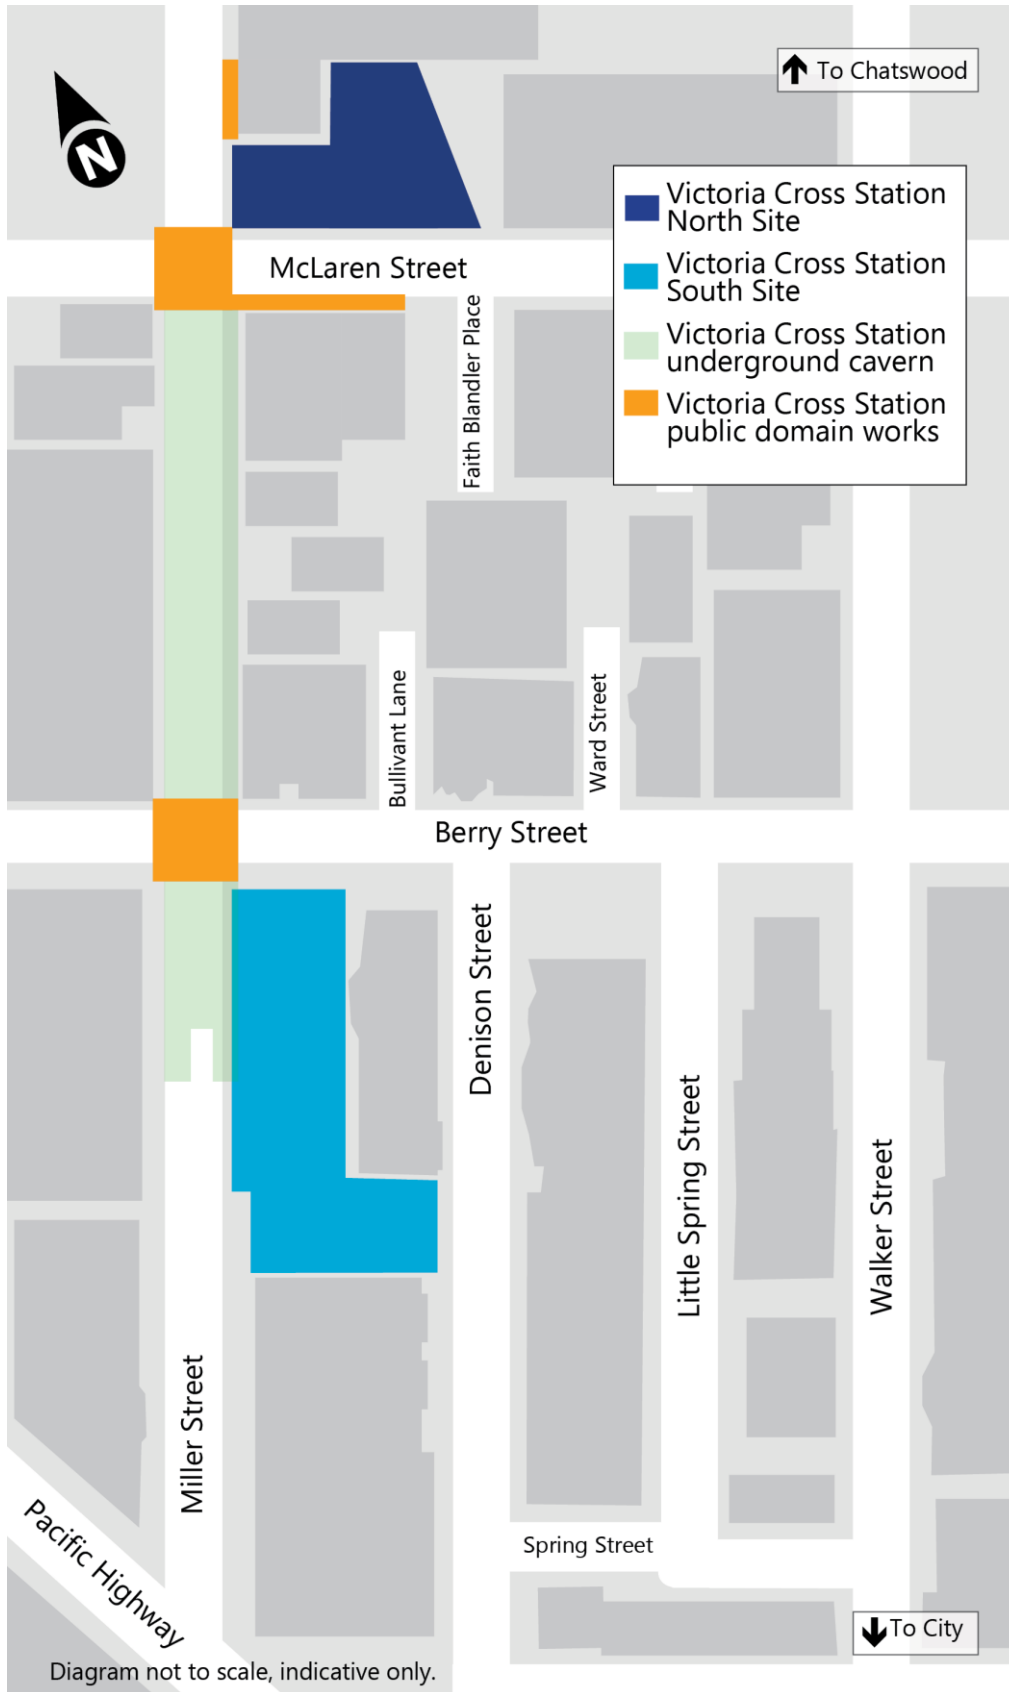 To Chatswood
N
Victoria Cross Station
North Site
Victoria Cross Station
South Site
Victoria Cross Station
underground cavern
Victoria Cross Station
public domain works
McLaren Street
Faith Blandler Place
Bullivant Lane
Ward Street
Berry Street
Denison Street
Little Spring Street
Walker Street
Miller Street
Pacific Highway
Spring Street
To City
Diagram not to scale, indicative only.